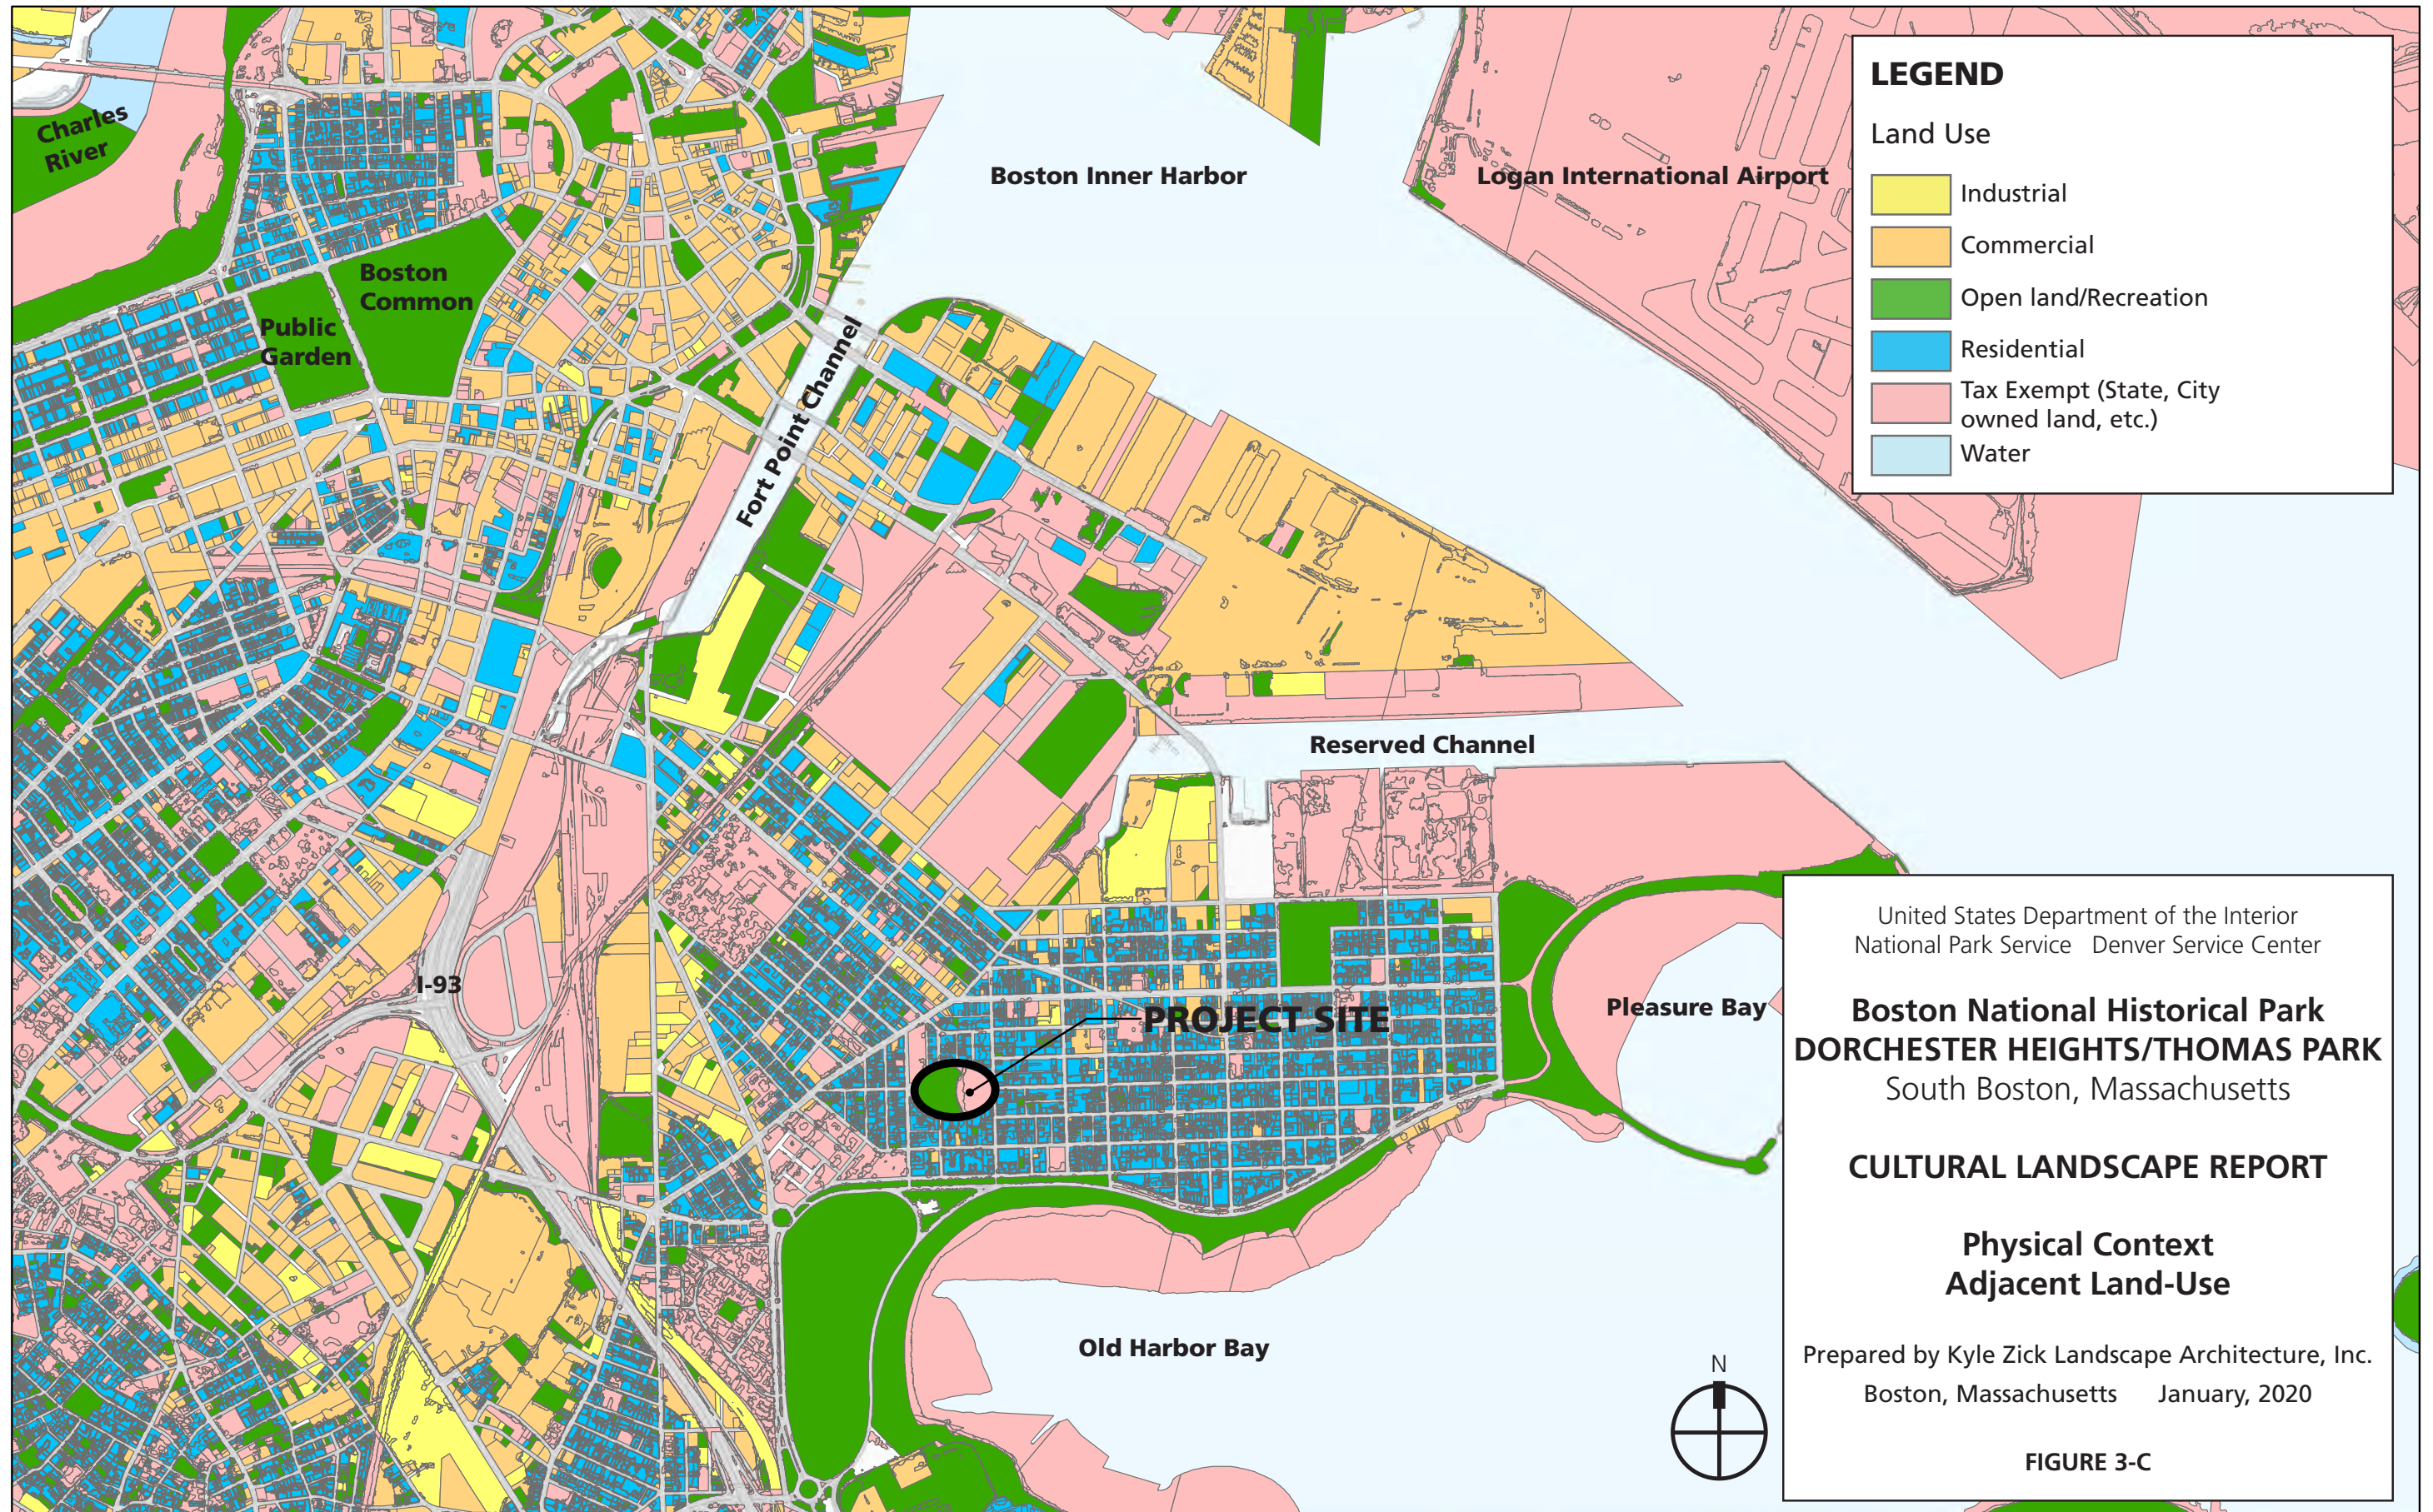 Charles
River
Boston Inner Harbor
Logan International Airport
Boston
Common
Public
Garden
Fort Point Channel
Reserved Channel
I-93
PROJECT SITE
Pleasure Bay
Old Harbor Bay
N
LEGEND
Land Use
Industrial
Commercial
Open land/Recreation
Residential
Tax Exempt (State, City
owned land, etc.)
Water
United States Department of the Interior
National Park Service Denver Service Center
Boston National Historical Park
DORCHESTER HEIGHTS/THOMAS PARK
South Boston, Massachusetts
CULTURAL LANDSCAPE REPORT
Physical Context
Adjacent Land-Use
Prepared by Kyle Zick Landscape Architecture, Inc.
Boston, Massachusetts January, 2020
FIGURE 3-C